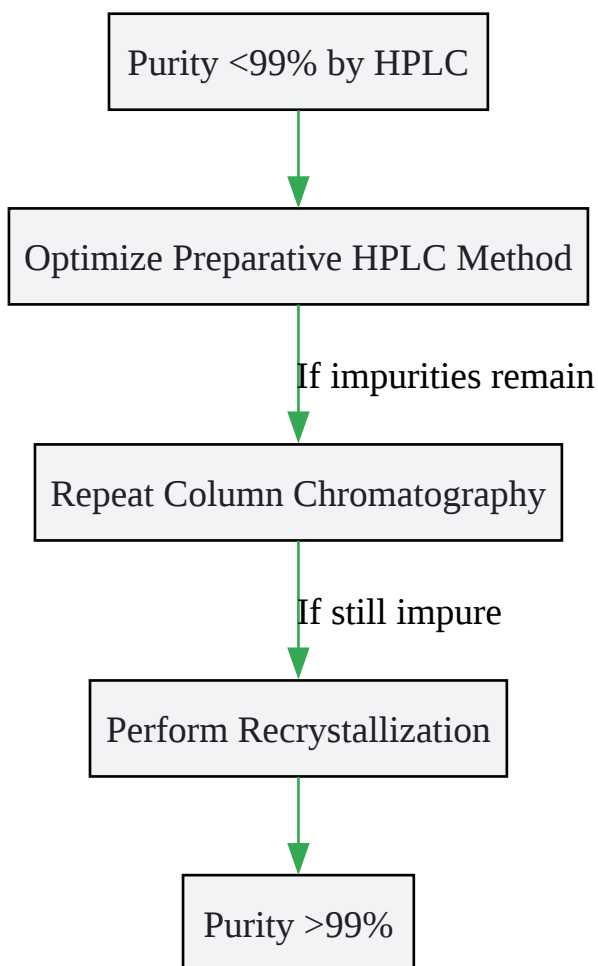 Purity <99% by HPLC
Optimize Preparative HPLC Method
If impurities remain
Repeat Column Chromatography
If still impure
Perform Recrystallization
Purity >99%